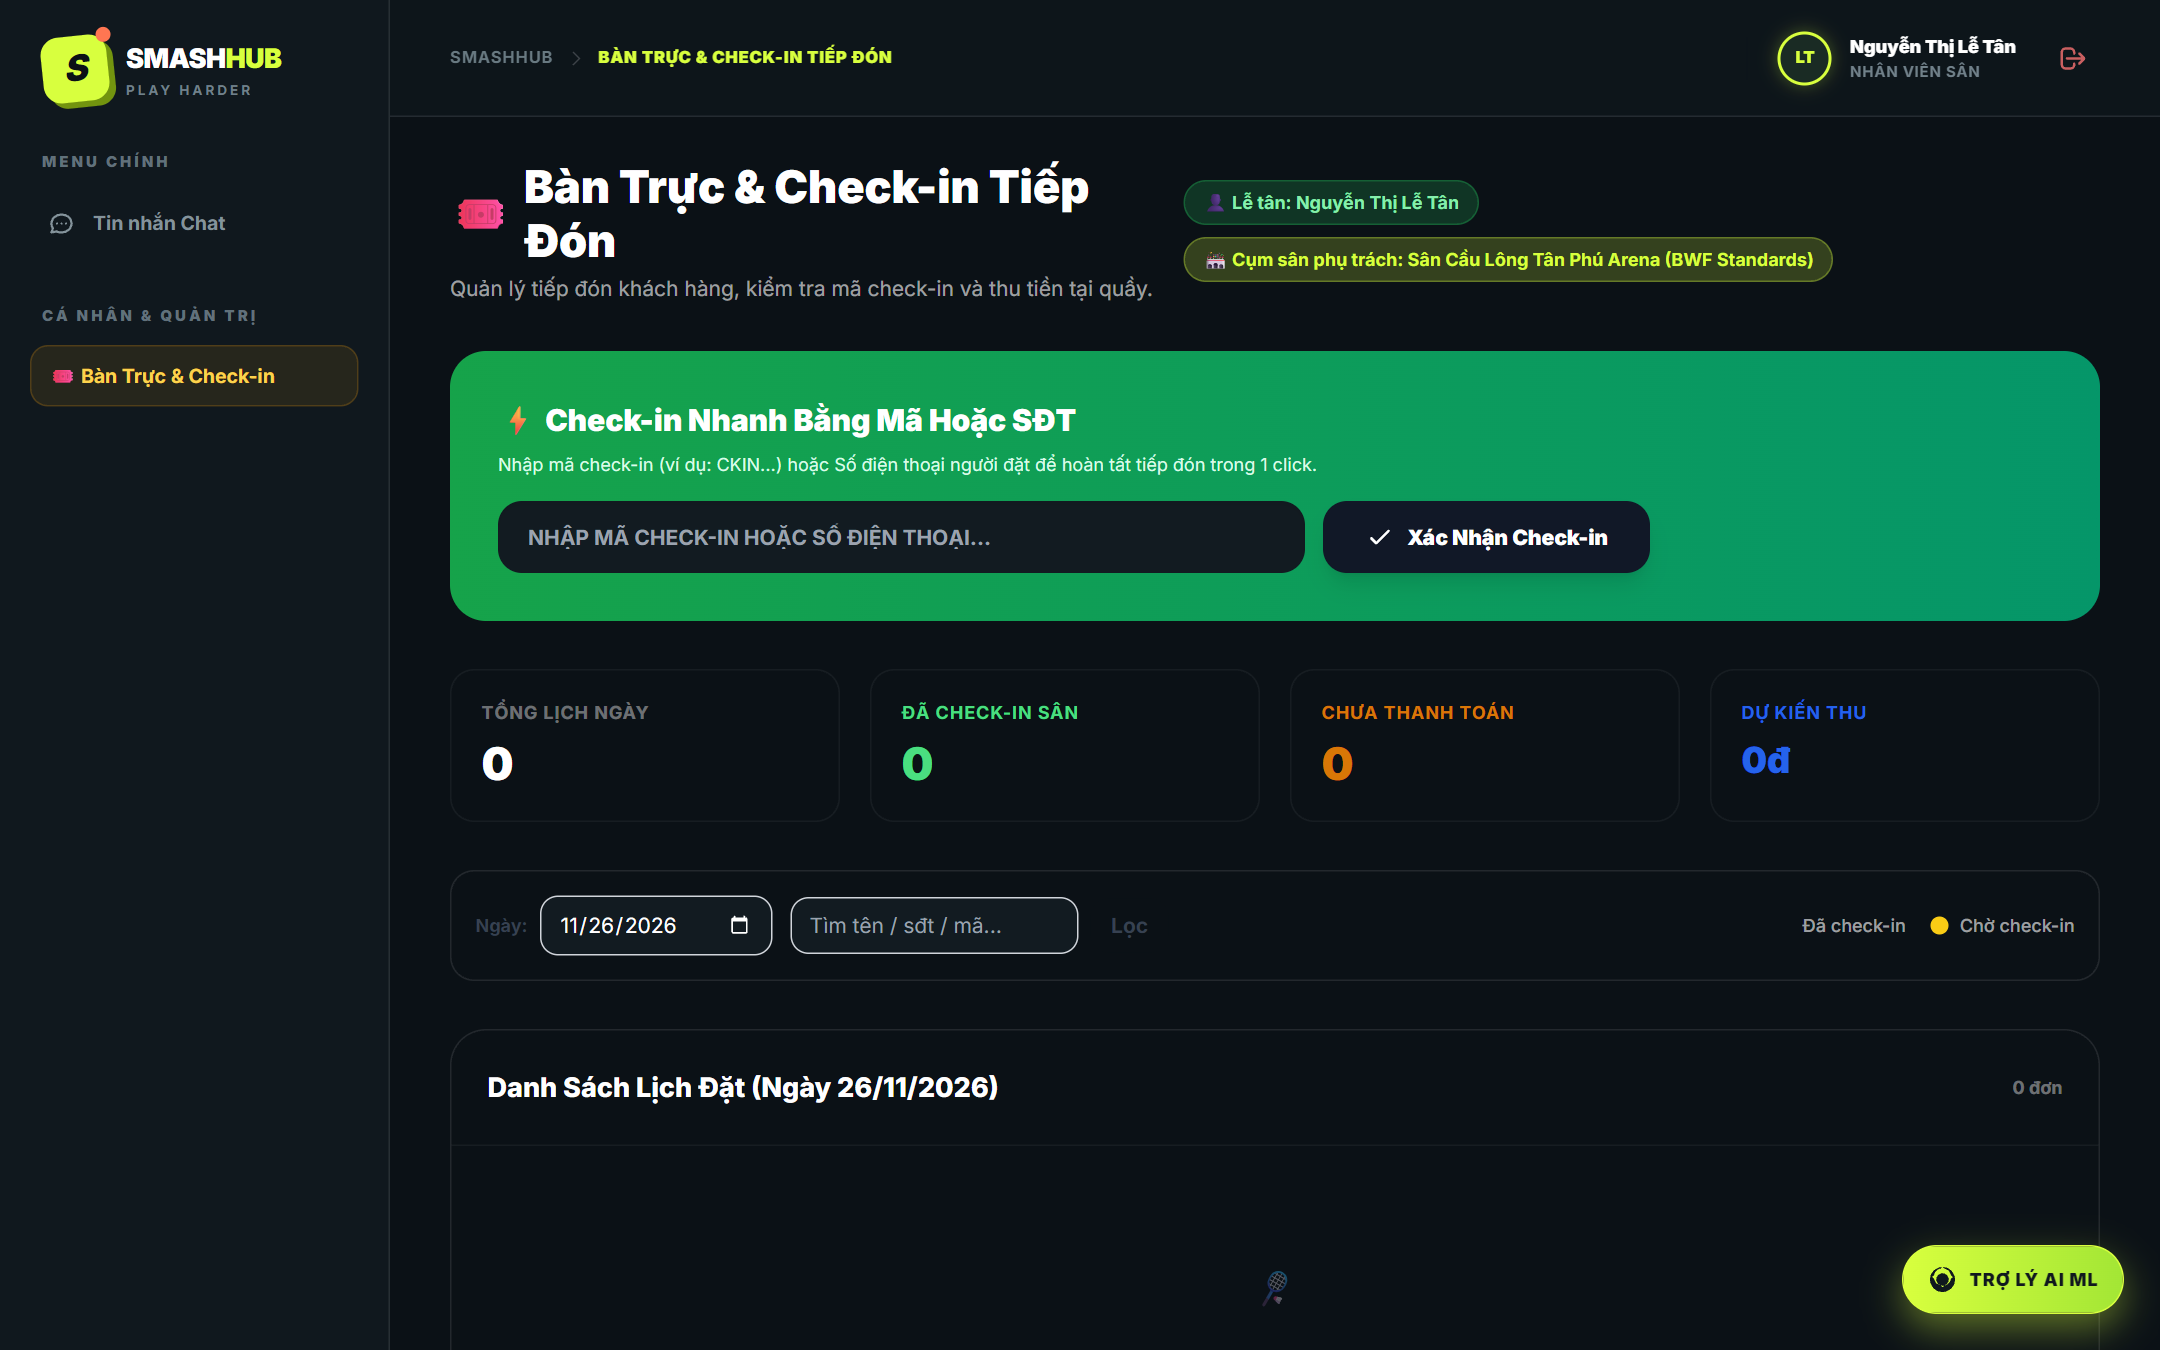 S
SMASHHUB
PLAY HARDER
MENU CHÍNH
Tin nhắn Chat
CÁ NHÂN & QUẢN TRỊ
Bàn Trực & Check-in
SMASHHUB
BÀN TRỰC & CHECK-IN TIẾP ĐÓN
LT
Nguyễn Thị Lễ Tân
NHÂN VIÊN SÂN
Bàn Trực & Check-in Tiếp
Đón
Quản lý tiếp đón khách hàng, kiểm tra mã check-in và thu tiền tại quầy.
Lễ tân: Nguyễn Thị Lễ Tân
Cụm sân phụ trách: Sân Cầu Lông Tân Phú Arena (BWF Standards)
Check-in Nhanh Bằng Mã Hoặc SĐT
Nhập mã check-in (ví dụ: CKIN...) hoặc Số điện thoại người đặt để hoàn tất tiếp đón trong 1 click.
NHẬP MÃ CHECK-IN HOẶC SỐ ĐIỆN THOẠI...
Xác Nhận Check-in
TỔNG LỊCH NGÀY
0
ĐÃ CHECK-IN SÂN
0
CHƯA THANH TOÁN
0
DỰ KIẾN THU
0đ
Ngày:
11/26/2026
Tìm tên / sđt / mã...
Lọc
Đã check-in
Chờ check-in
Danh Sách Lịch Đặt (Ngày 26/11/2026)
0 đơn
TRỢ LÝ AI ML